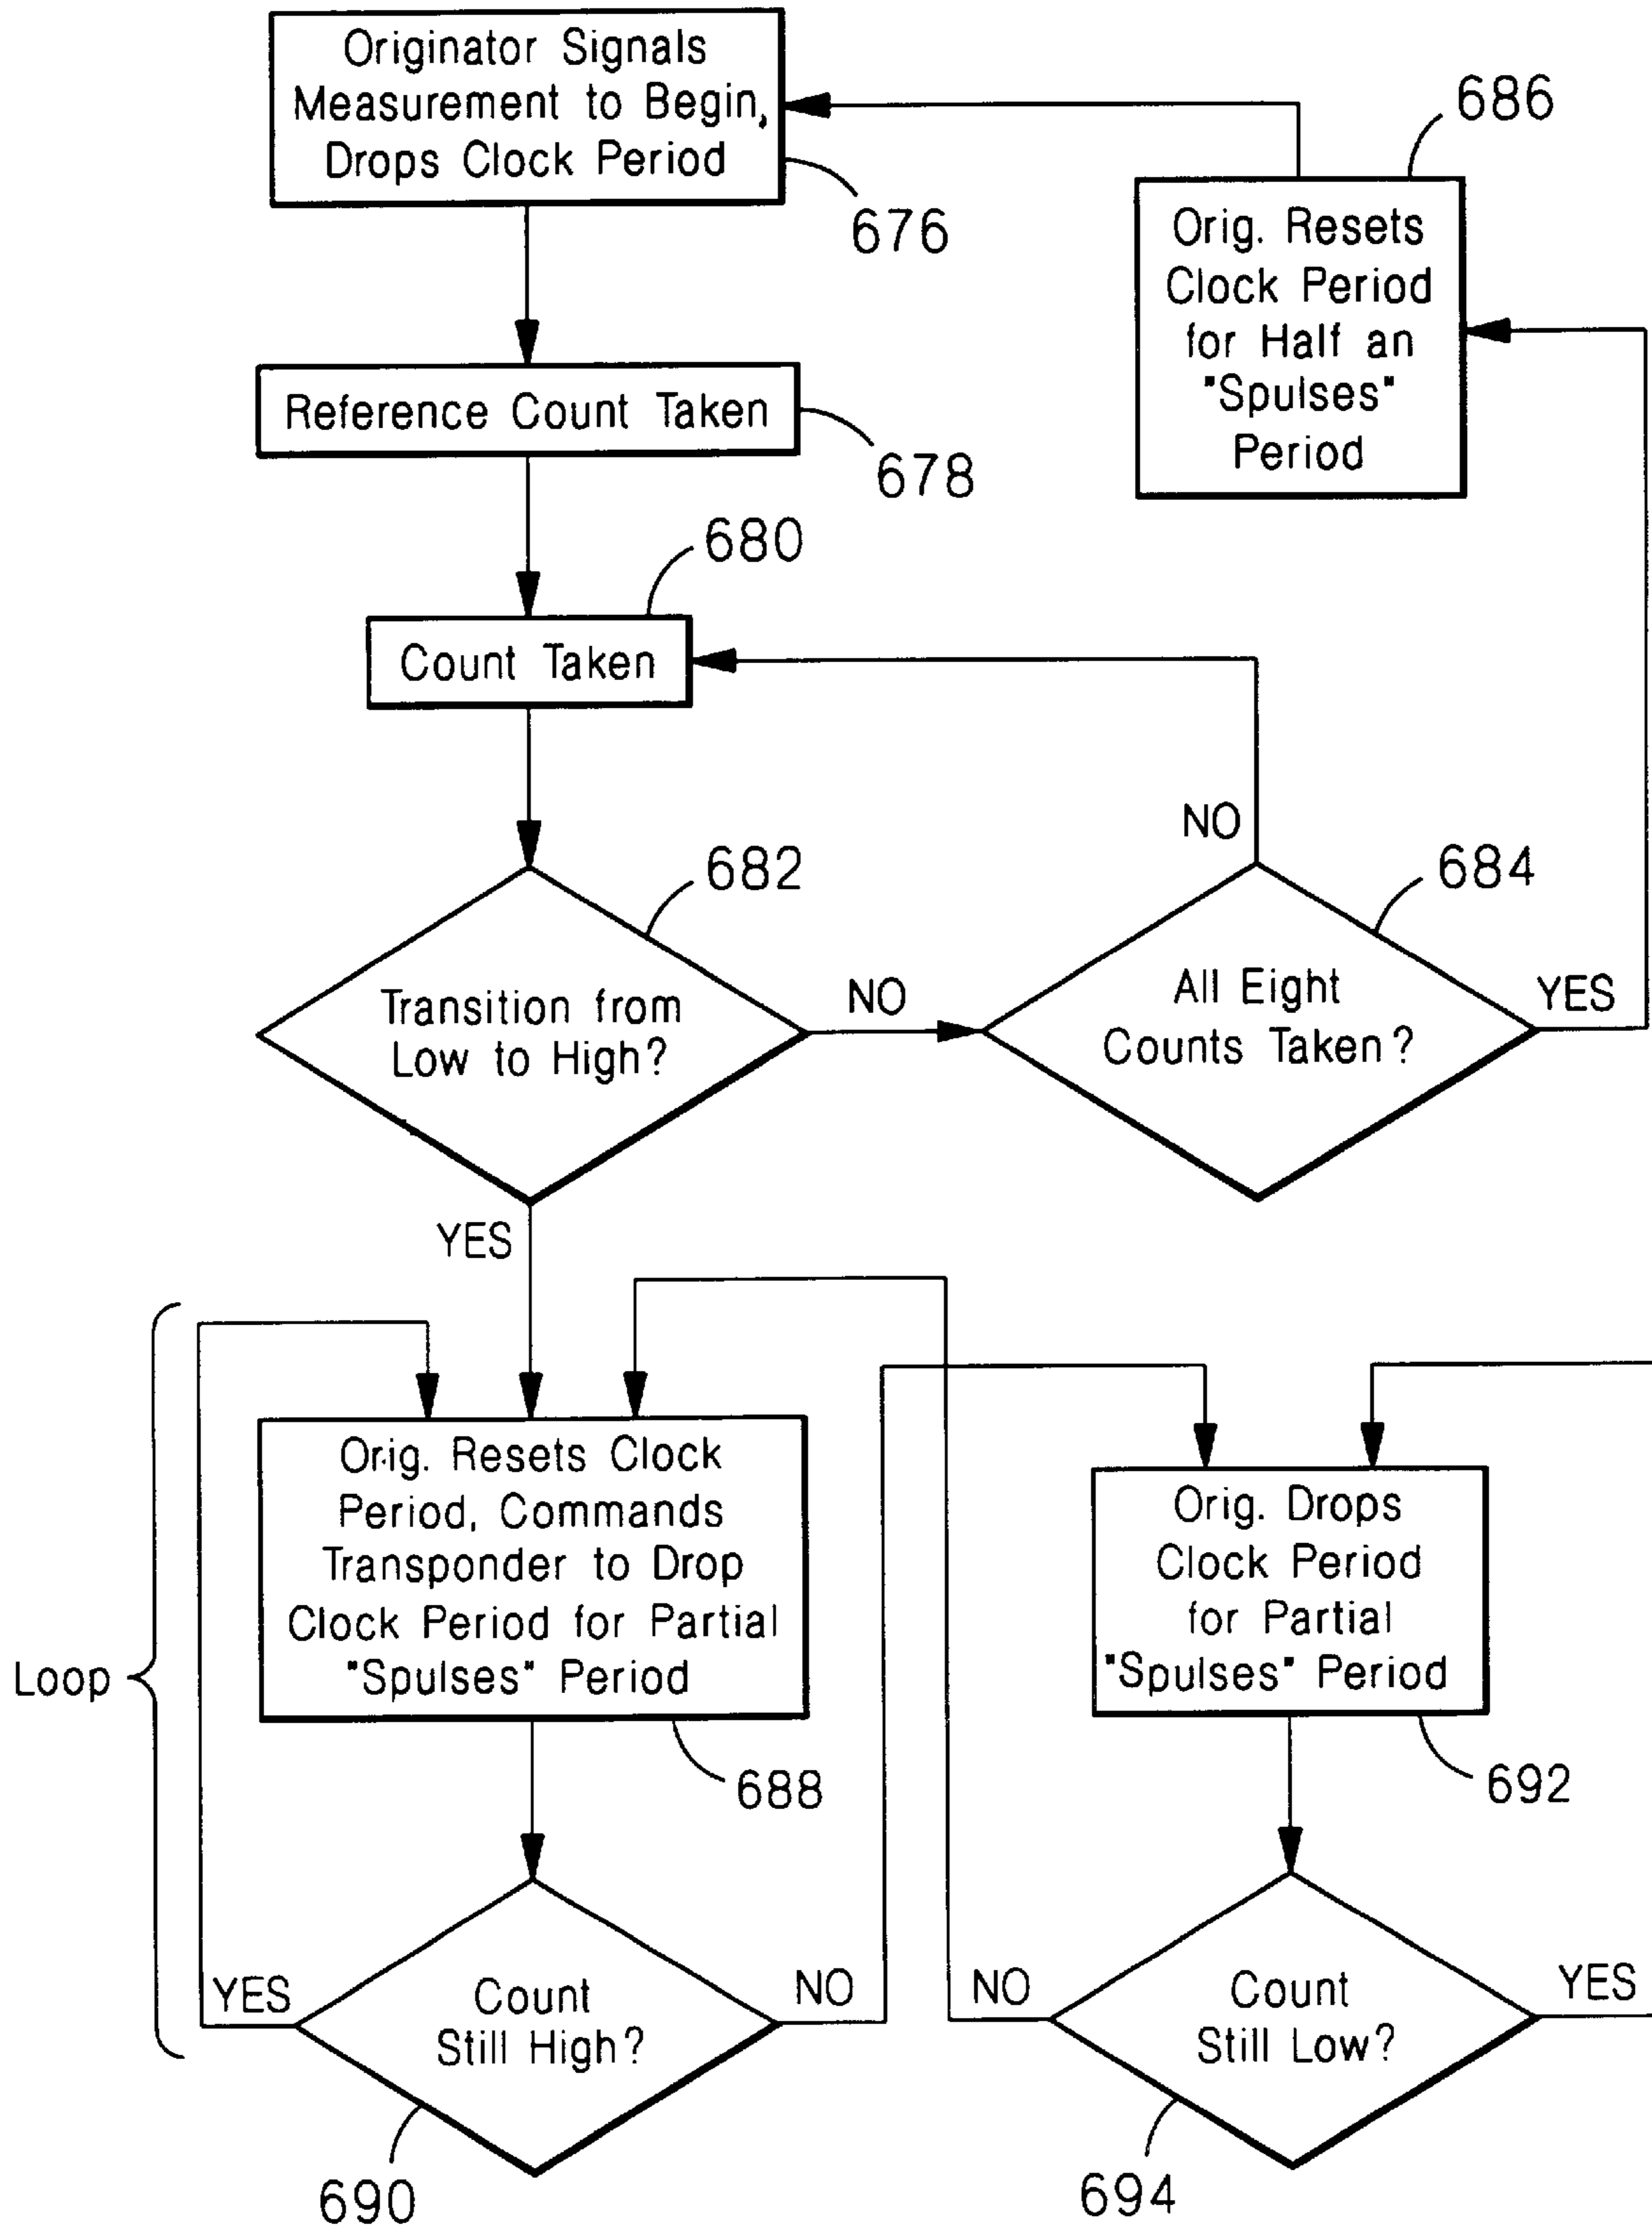 Originator Signals
Measurement to Begin,
Drops Clock Period
676
686
Orig. Resets
Clock Period
for Half an
"Spulses"
Period
Reference Count Taken
678
680
Count Taken
682
Transition from
Low to High?
NO
NO
684
All Eight
Counts Taken?
YES
YES
Loop
Orig. Resets Clock
Period, Commands
Transponder to Drop
Clock Period for Partial
"Spulses" Period
688
Orig. Drops
Clock Period
for Partial
"Spulses" Period
692
YES
Count
Still High?
NO
690
NO
Count
Still Low?
YES
694